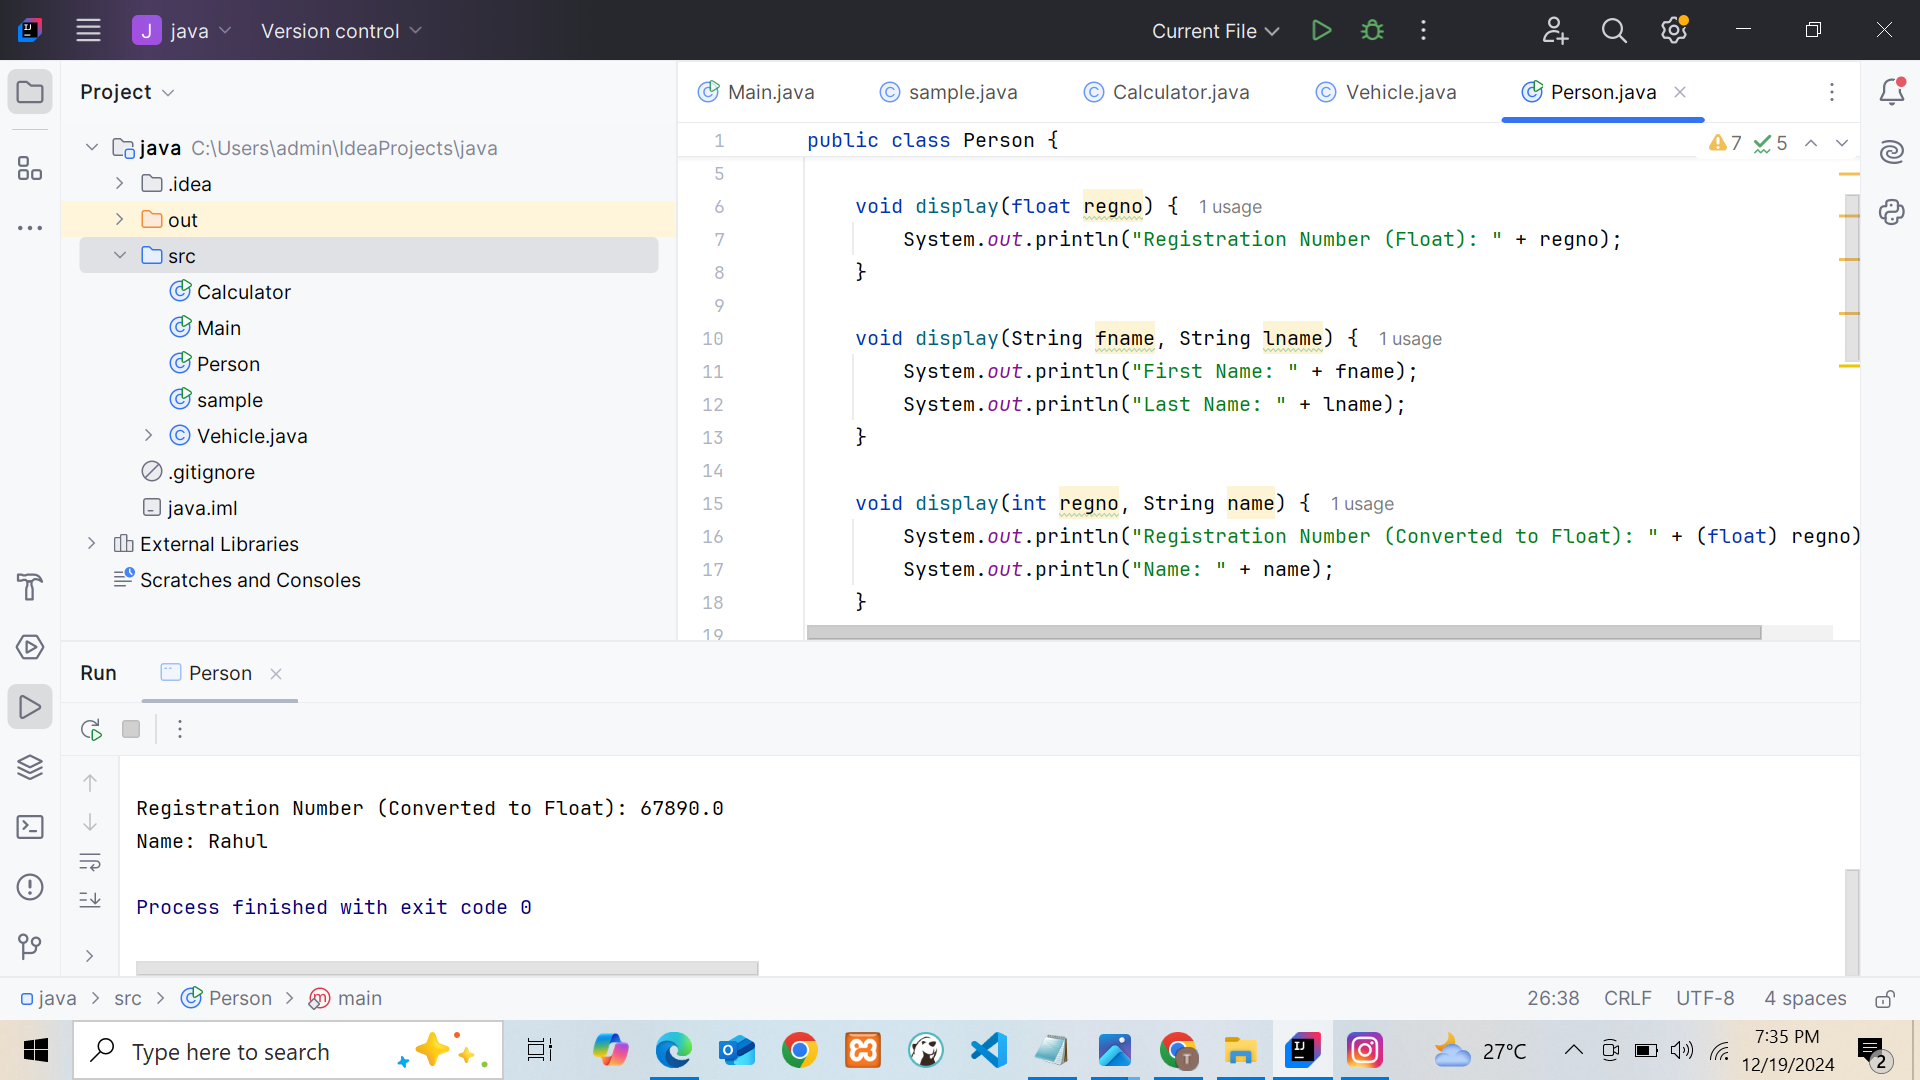 J java Version control Current File
Project
Main.java sample.java Calculator.java Vehicle.java Person.java
java C:\Users\admin\IdeaProjects\java
.idea
out
src
Calculator
Main
Person
sample
Vehicle.java
.gitignore
java.iml
External Libraries
Scratches and Consoles
1 public class Person { 7 5
5
6 void display(float regno) { 1 usage
7 System.out.println("Registration Number (Float): " + regno);
8 }
9
10 void display(String fname, String lname) { 1 usage
11 System.out.println("First Name: " + fname);
12 System.out.println("Last Name: " + lname);
13 }
14
15 void display(int regno, String name) { 1 usage
16 System.out.println("Registration Number (Converted to Float): " + (float) regno)
17 System.out.println("Name: " + name);
18 }
19
Run Person
Registration Number (Converted to Float): 67890.0
Name: Rahul
Process finished with exit code 0
java > src > Person > main 26:38 CRLF UTF-8 4 spaces
Type here to search 27°C 7:35 PM
12/19/2024 2